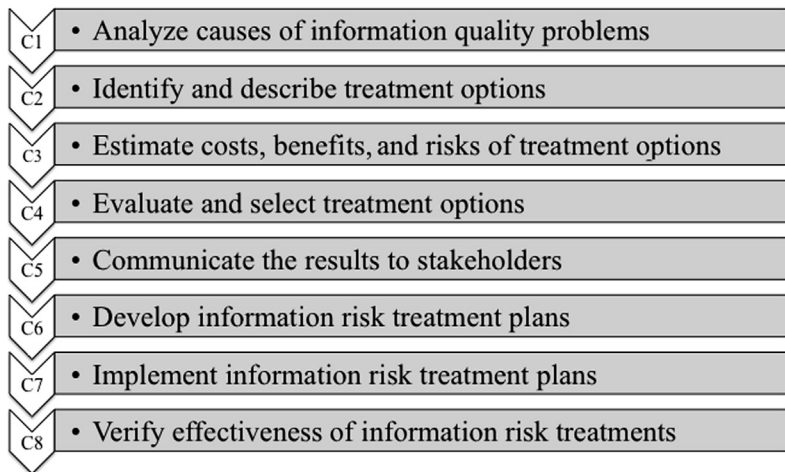 C1 • Analyze causes of information quality problems
C2 • Identify and describe treatment options
C3 • Estimate costs, benefits, and risks of treatment options
C4 • Evaluate and select treatment options
C5 • Communicate the results to stakeholders
C6 • Develop information risk treatment plans
C7 • Implement information risk treatment plans
C8 • Verify effectiveness of information risk treatments